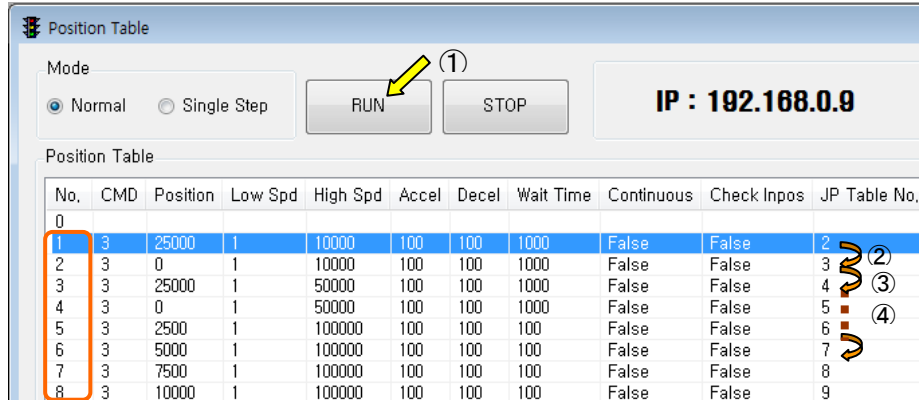 Position Table
Mode
①
Normal Single Step RUN STOP IP : 192.168.0.9
Position Table
No. CMD Position Low Spd High Spd Accel Decel Wait Time Continuous Check Inpos JP Table No.
0
1 3 25000 1 10000 100 100 1000 False False 2
2 3 0 1 10000 100 100 1000 False False 3 ②
3 3 25000 1 50000 100 100 1000 False False 4 ③
4 3 0 1 50000 100 100 1000 False False 5 ④
5 3 2500 1 100000 100 100 100 False False 6
6 3 5000 1 100000 100 100 100 False False 7
7 3 7500 1 100000 100 100 100 False False 8
8 3 10000 1 100000 100 100 100 False False 9